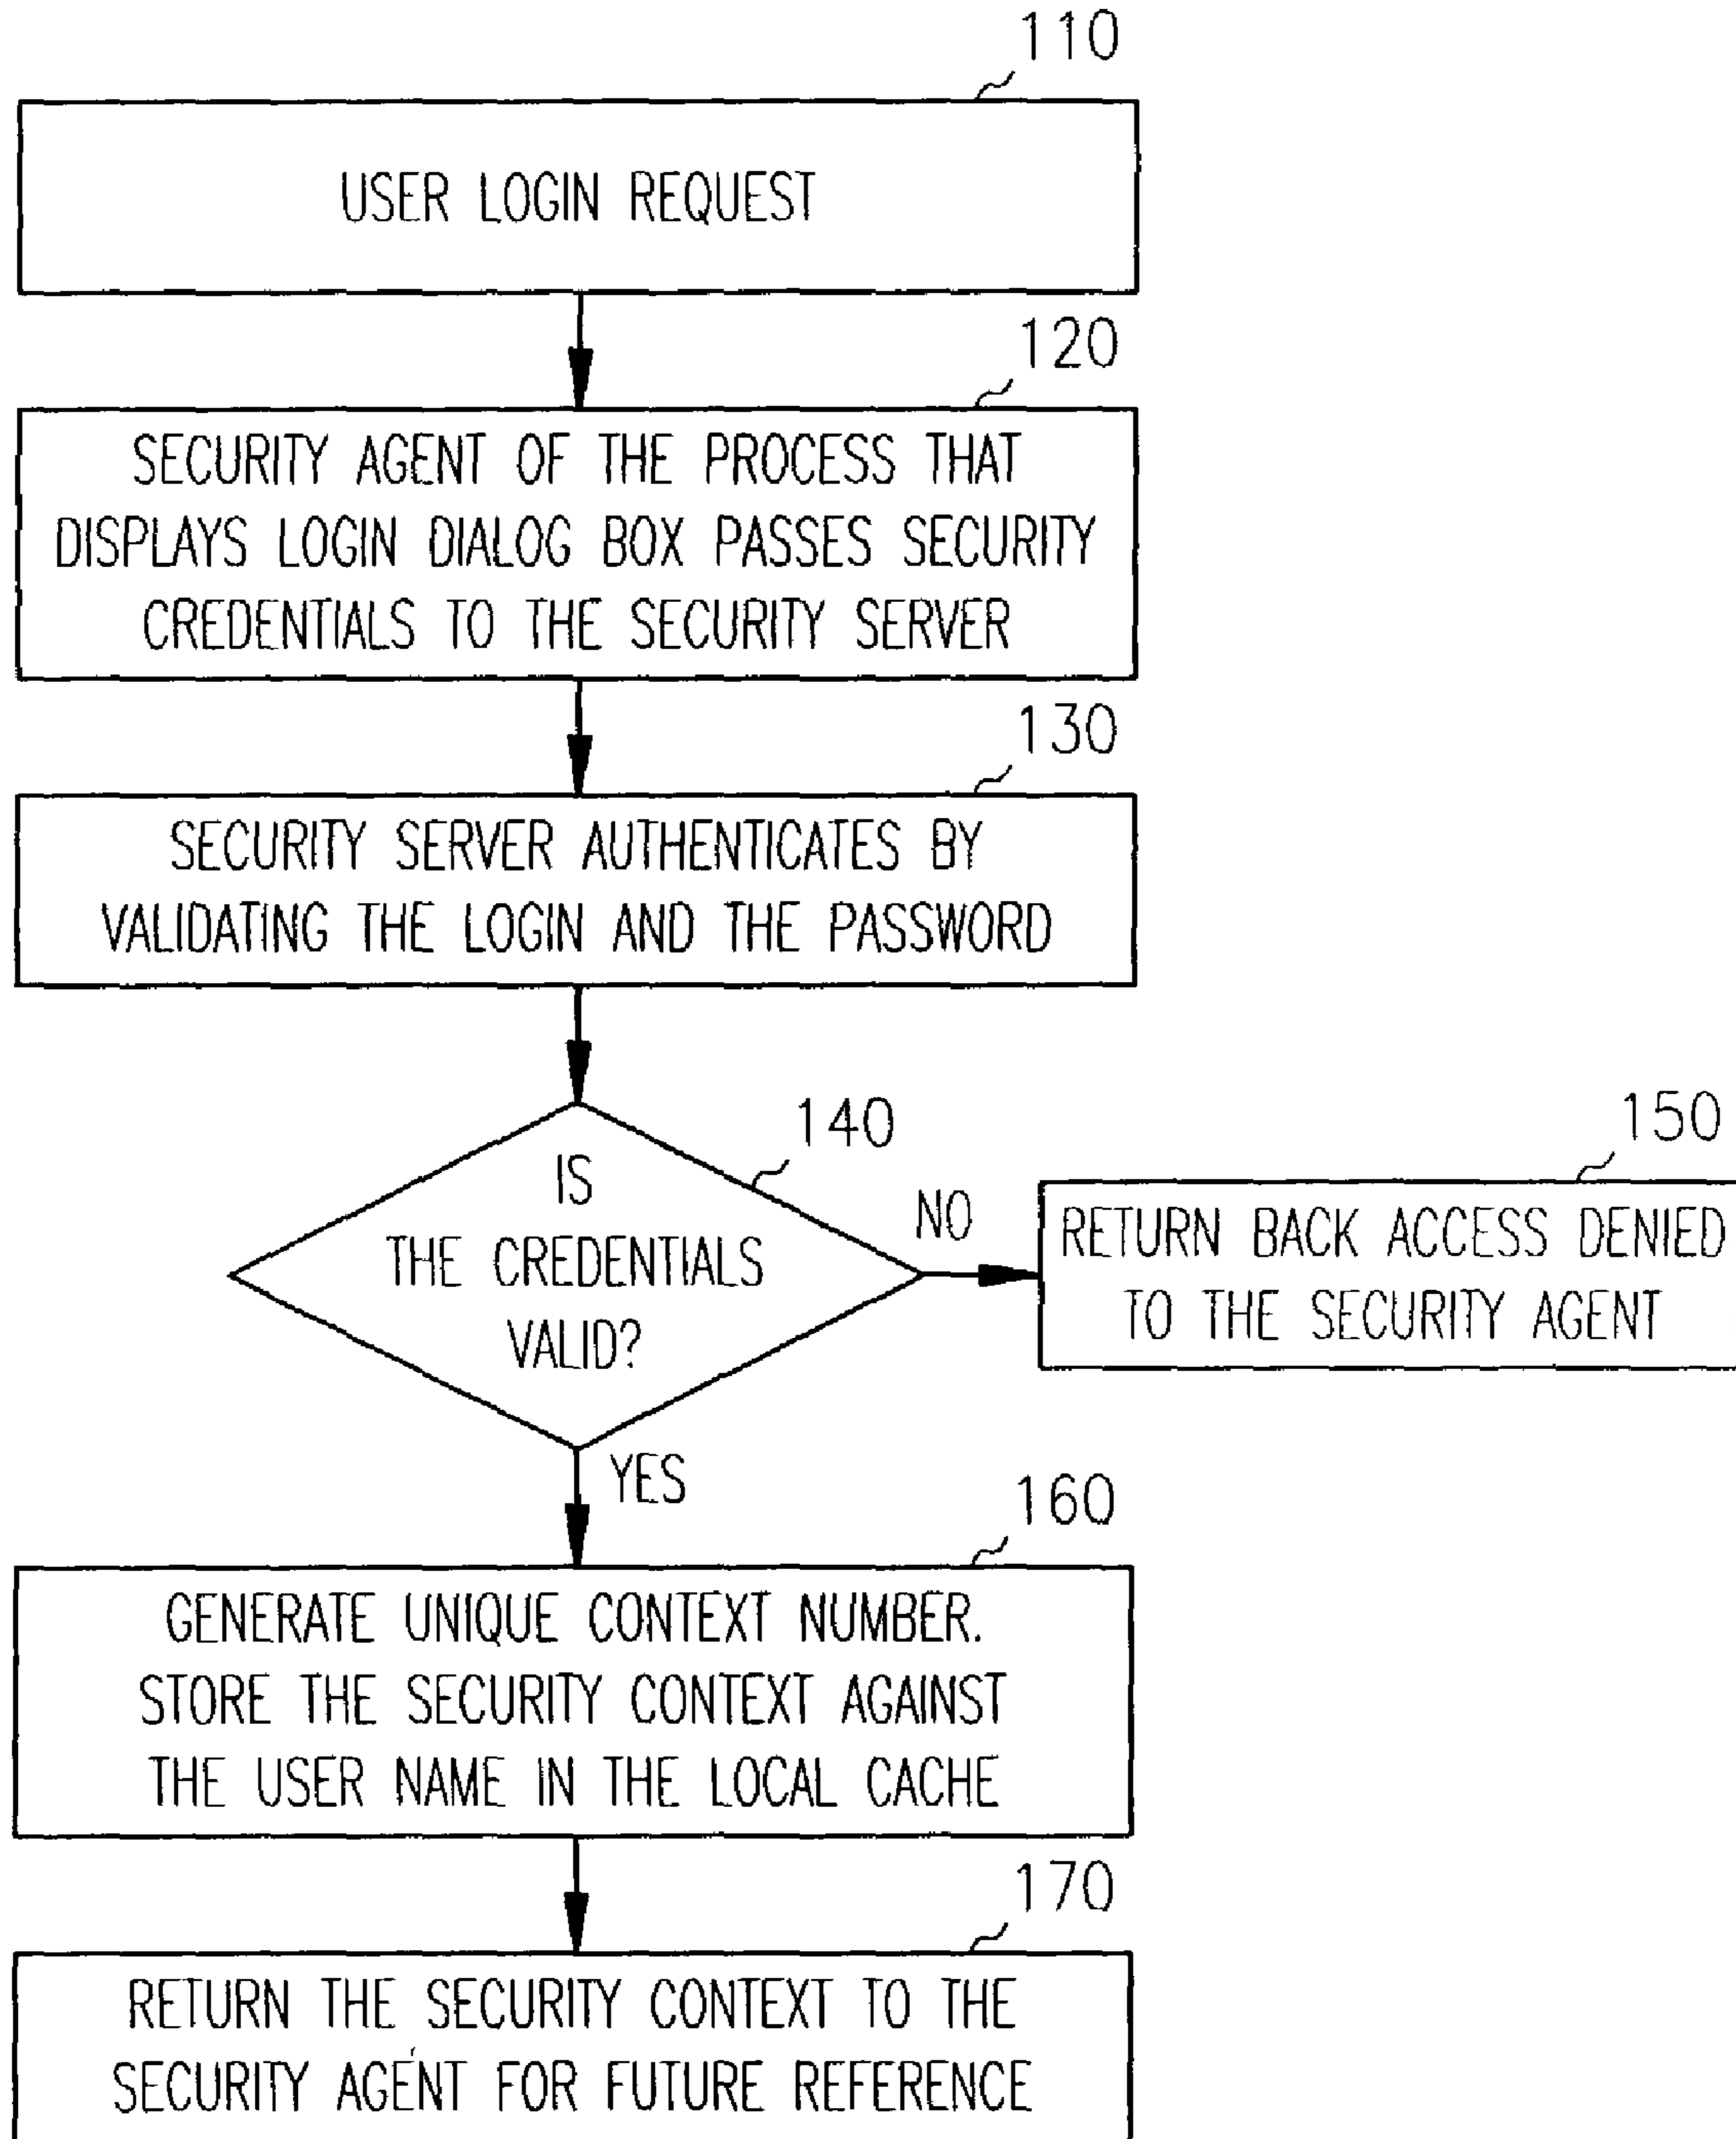 110
USER LOGIN REQUEST
120
SECURITY AGENT OF THE PROCESS THAT
DISPLAYS LOGIN DIALOG BOX PASSES SECURITY
CREDENTIALS TO THE SECURITY SERVER
130
SECURITY SERVER AUTHENTICATES BY
VALIDATING THE LOGIN AND THE PASSWORD
140
IS
THE CREDENTIALS
VALID?
NO
150
RETURN BACK ACCESS DENIED
TO THE SECURITY AGENT
YES
160
GENERATE UNIQUE CONTEXT NUMBER.
STORE THE SECURITY CONTEXT AGAINST
THE USER NAME IN THE LOCAL CACHE
170
RETURN THE SECURITY CONTEXT TO THE
SECURITY AGENT FOR FUTURE REFERENCE